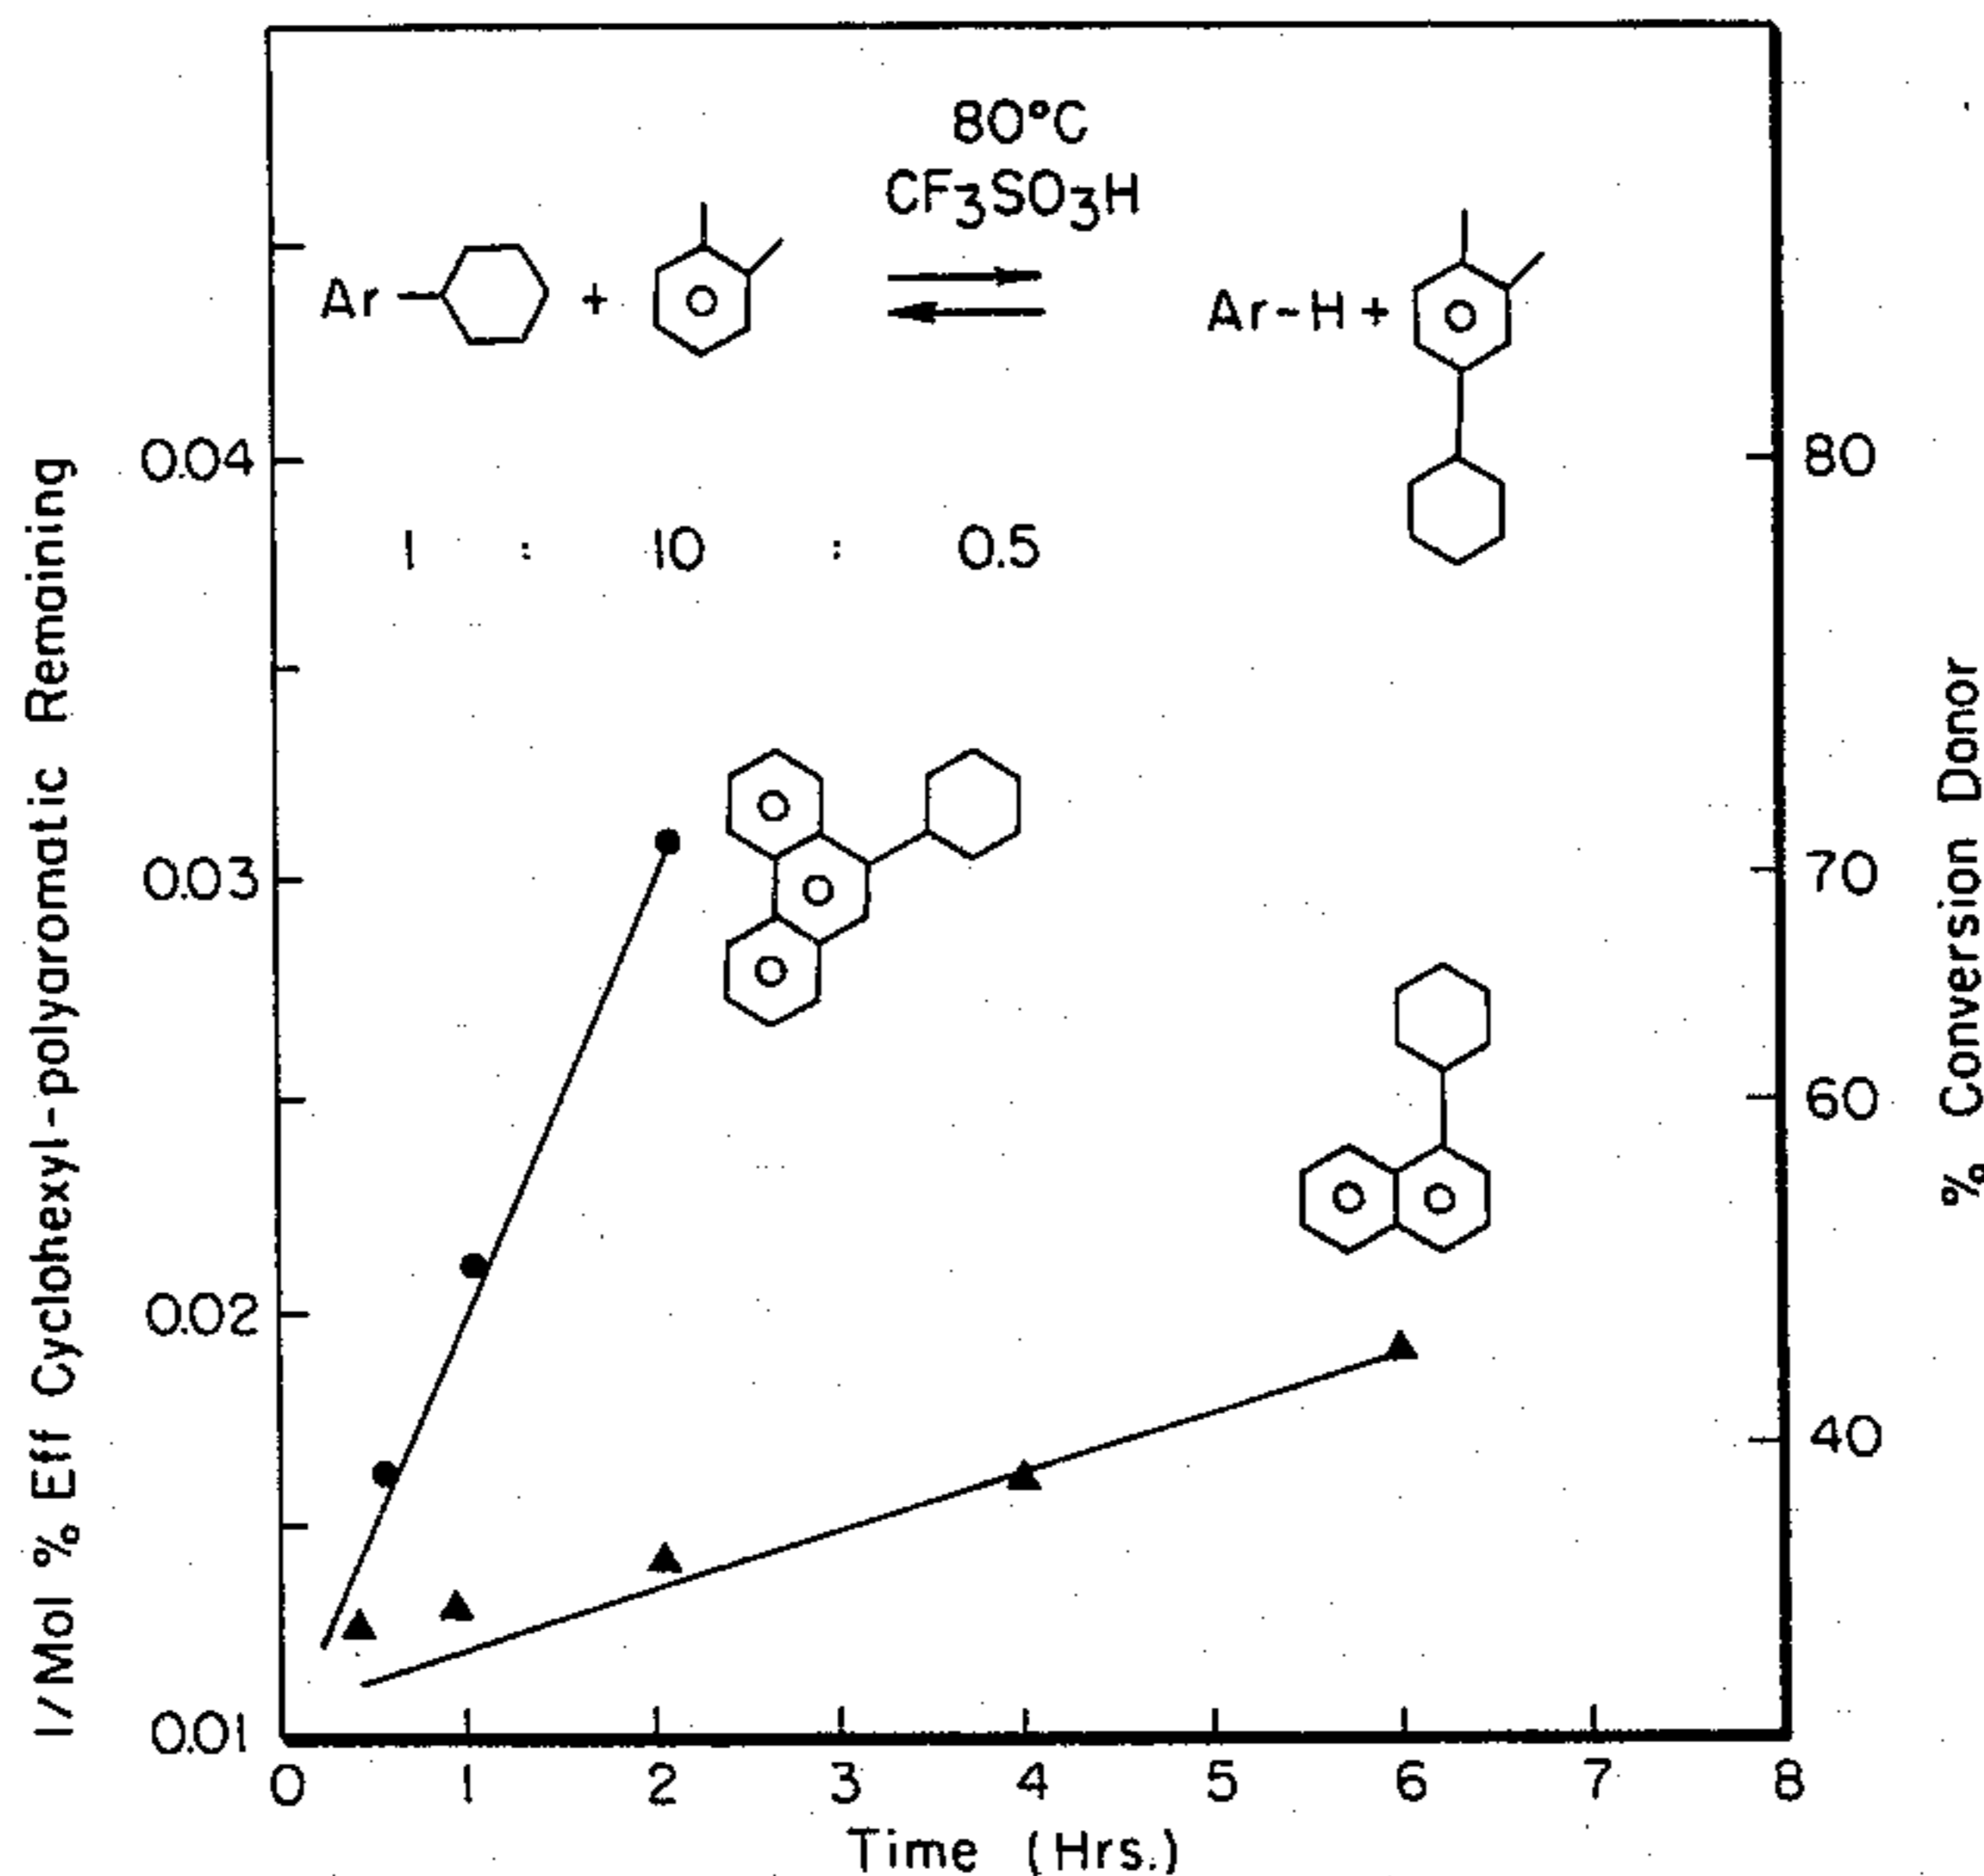 80°C
CF3SO3H
Ar
+
Ar-H+
1 : 10 : 0.5
1/Mol % Eff Cyclohexyl-polyaromatic Remaining
0.04
0.03
0.02
0.01
80
70
60
40
% Conversion Donor
0 1 2 3 4 5 6 7 8
Time (Hrs.)